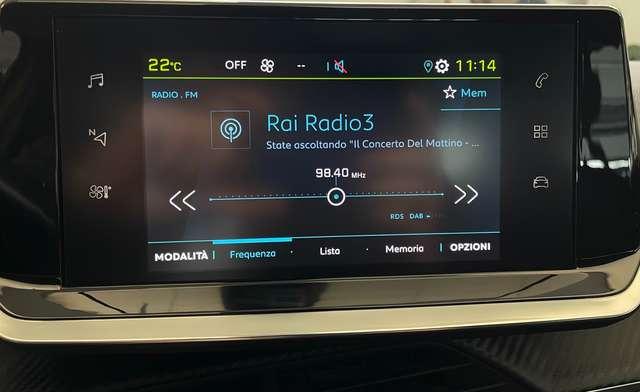 22°C OFF -- 11:14
RADIO . FM
Mem
Rai Radio3
State ascoltando "Il Concerto Del Mattino - ...
98.40 MHz
N
RDS DAB
MODALITÀ Frequenza Lista Memoria OPZIONI